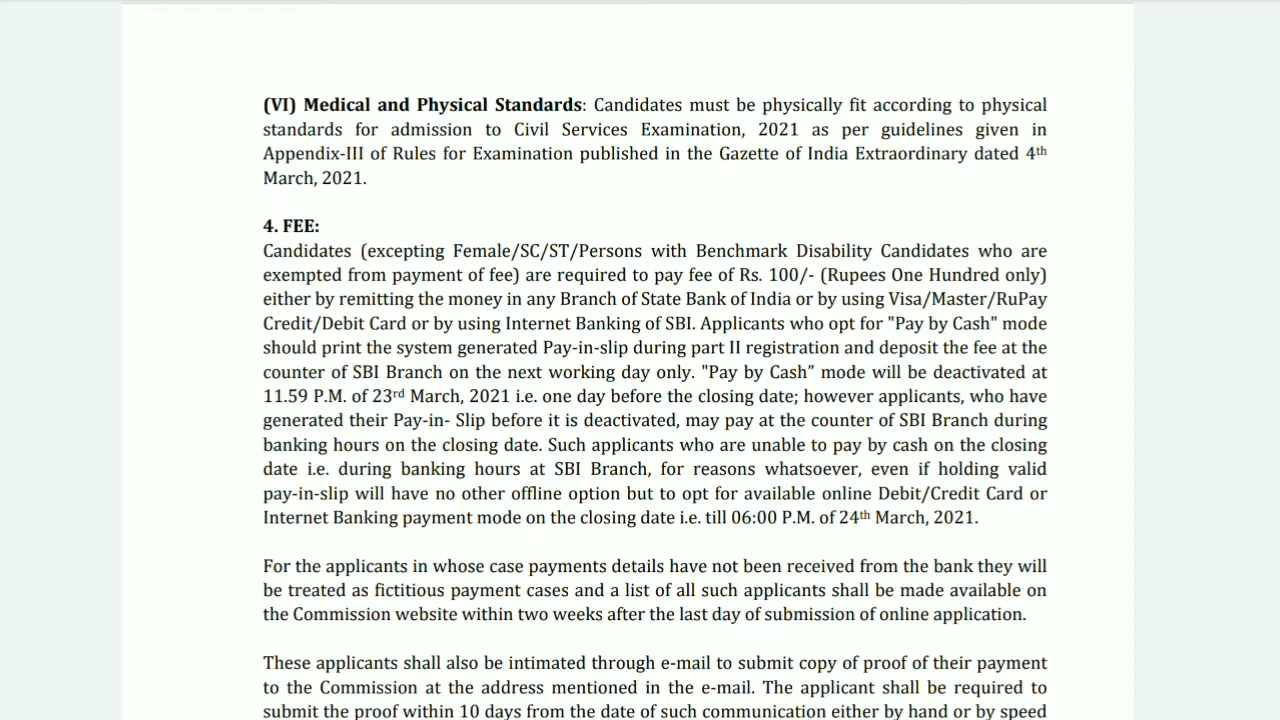 (VI) Medical and Physical Standards: Candidates must be physically fit according to physical
standards for admission to Civil Services Examination, 2021 as per guidelines given in
Appendix-III of Rules for Examination published in the Gazette of India Extraordinary dated 4th
March, 2021.
4. FEE:
Candidates (excepting Female/SC/ST/Persons with Benchmark Disability Candidates who are
exempted from payment of fee) are required to pay fee of Rs. 100/- (Rupees One Hundred only)
either by remitting the money in any Branch of State Bank of India or by using Visa/Master/RuPay
Credit/Debit Card or by using Internet Banking of SBI. Applicants who opt for "Pay by Cash" mode
should print the system generated Pay-in-slip during part II registration and deposit the fee at the
counter of SBI Branch on the next working day only. "Pay by Cash” mode will be deactivated at
11.59 P.M. of 23rd March, 2021 i.e. one day before the closing date; however applicants, who have
generated their Pay-in- Slip before it is deactivated, may pay at the counter of SBI Branch during
banking hours on the closing date. Such applicants who are unable to pay by cash on the closing
date i.e. during banking hours at SBI Branch, for reasons whatsoever, even if holding valid
pay-in-slip will have no other offline option but to opt for available online Debit/Credit Card or
Internet Banking payment mode on the closing date i.e. till 06:00 P.M. of 24th March, 2021.
For the applicants in whose case payments details have not been received from the bank they will
be treated as fictitious payment cases and a list of all such applicants shall be made available on
the Commission website within two weeks after the last day of submission of online application.
These applicants shall also be intimated through e-mail to submit copy of proof of their payment
to the Commission at the address mentioned in the e-mail. The applicant shall be required to
submit the proof within 10 days from the date of such communication either by hand or by speed